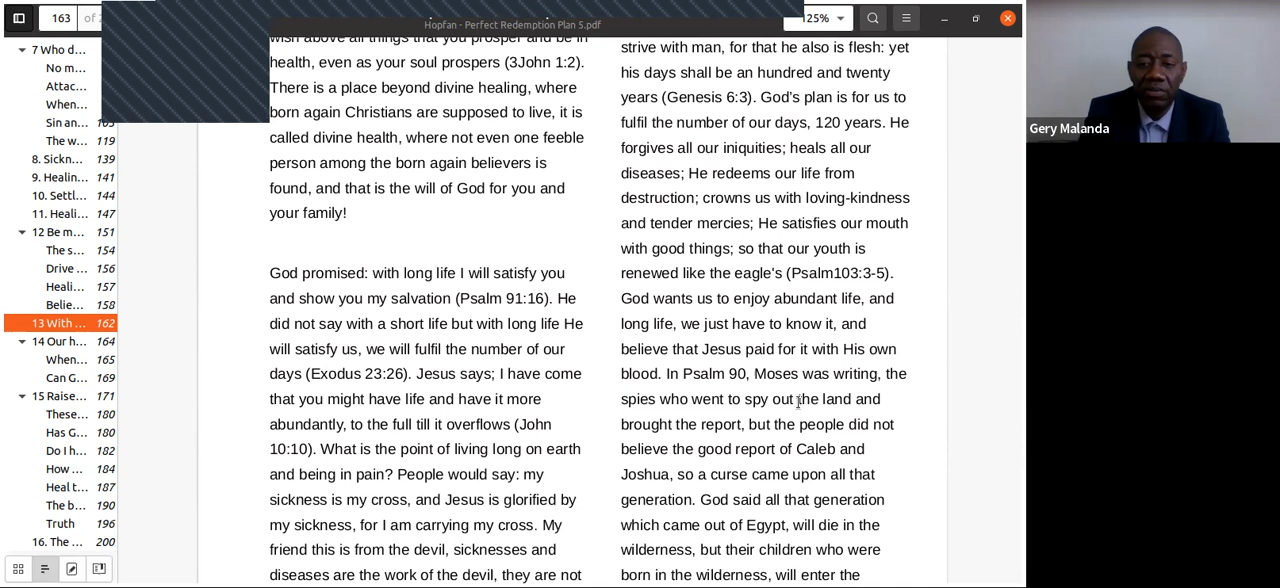 163
of
Hopfan - Perfect Redemption Plan 5.pdf
125%
7 Who d...
No m...
Attac...
When...
Sin an... 105
The w... 119
8. Sickn... 139
9. Healin... 141
10. Settl... 144
11. Heali... 147
12 Be m... 151
The s... 154
Drive ... 156
Heali... 157
Belie... 158
13 With ... 162
14 Our h... 164
When... 165
Can G... 169
15 Raise... 171
These... 180
Has G... 180
Do I h... 182
How ... 184
Heal t... 187
The b... 190
Truth 196
16. The ... 200
wish above all things that you prosper and be in
health, even as your soul prospers (3John 1:2).
There is a place beyond divine healing, where
born again Christians are supposed to live, it is
called divine health, where not even one feeble
person among the born again believers is
found, and that is the will of God for you and
your family!
God promised: with long life I will satisfy you
and show you my salvation (Psalm 91:16). He
did not say with a short life but with long life He
will satisfy us, we will fulfil the number of our
days (Exodus 23:26). Jesus says; I have come
that you might have life and have it more
abundantly, to the full till it overflows (John
10:10). What is the point of living long on earth
and being in pain? People would say: my
sickness is my cross, and Jesus is glorified by
my sickness, for I am carrying my cross. My
friend this is from the devil, sicknesses and
diseases are the work of the devil, they are not
strive with man, for that he also is flesh: yet
his days shall be an hundred and twenty
years (Genesis 6:3). God's plan is for us to
fulfil the number of our days, 120 years. He
forgives all our iniquities; heals all our
diseases; He redeems our life from
destruction; crowns us with loving-kindness
and tender mercies; He satisfies our mouth
with good things; so that our youth is
renewed like the eagle's (Psalm103:3-5).
God wants us to enjoy abundant life, and
long life, we just have to know it, and
believe that Jesus paid for it with His own
blood. In Psalm 90, Moses was writing, the
spies who went to spy out the land and
brought the report, but the people did not
believe the good report of Caleb and
Joshua, so a curse came upon all that
generation. God said all that generation
which came out of Egypt, will die in the
wilderness, but their children who were
born in the wilderness, will enter the
Gery Malanda